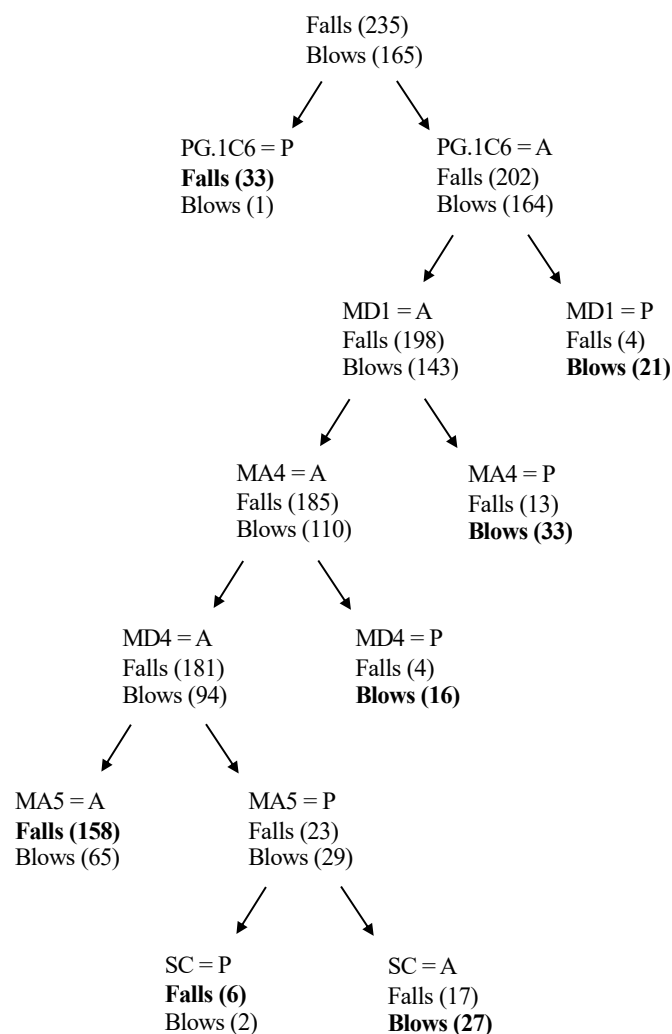 Falls (235)
Blows (165)
PG.1C6 = P
Falls (33)
Blows (1)
PG.1C6 = A
Falls (202)
Blows (164)
MD1 = A
Falls (198)
Blows (143)
MD1 = P
Falls (4)
Blows (21)
MA4 = A
Falls (185)
Blows (110)
MA4 = P
Falls (13)
Blows (33)
MD4 = A
Falls (181)
Blows (94)
MD4 = P
Falls (4)
Blows (16)
MA5 = A
Falls (158)
Blows (65)
MA5 = P
Falls (23)
Blows (29)
SC = P
Falls (6)
Blows (2)
SC = A
Falls (17)
Blows (27)